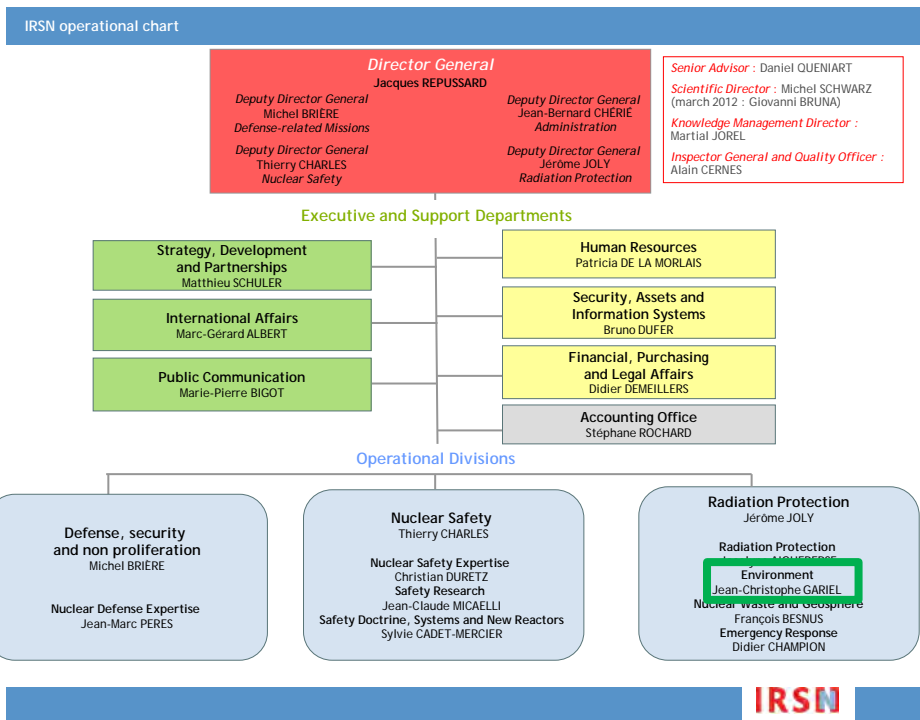 IRSN operational chart
Director General
Jacques REPUSSARD
Deputy Director General
Michel BRIÈRE
Defense-related Missions
Deputy Director General
Jean-Bernard CHÉRIÉ
Administration
Deputy Director General
Thierry CHARLES
Nuclear Safety
Deputy Director General
Jérôme JOLY
Radiation Protection
Senior Advisor : Daniel QUENIART
Scientific Director : Michel SCHWARZ
(march 2012 : Giovanni BRUNA)
Knowledge Management Director :
Martial JOREL
Inspector General and Quality Officer :
Alain CERNES
Executive and Support Departments
Strategy, Development
and Partnerships
Matthieu SCHULER
International Affairs
Marc-Gérard ALBERT
Public Communication
Marie-Pierre BIGOT
Human Resources
Patricia DE LA MORLAIS
Security, Assets and
Information Systems
Bruno DUFER
Financial, Purchasing
and Legal Affairs
Didier DEMEILLERS
Accounting Office
Stéphane ROCHARD
Operational Divisions
Defense, security
and non proliferation
Michel BRIÈRE
Nuclear Defense Expertise
Jean-Marc PERES
Nuclear Safety
Thierry CHARLES
Nuclear Safety Expertise
Christian DURETZ
Safety Research
Jean-Claude MICAELLI
Safety Doctrine, Systems and New Reactors
Sylvie CADET-MERCIER
Radiation Protection
Jérôme JOLY
Radiation Protection
Environment
Jean-Christophe GARIEL
Nuclear Waste and Geosphere
François BESNUS
Emergency Response
Didier CHAMPION
IRSN